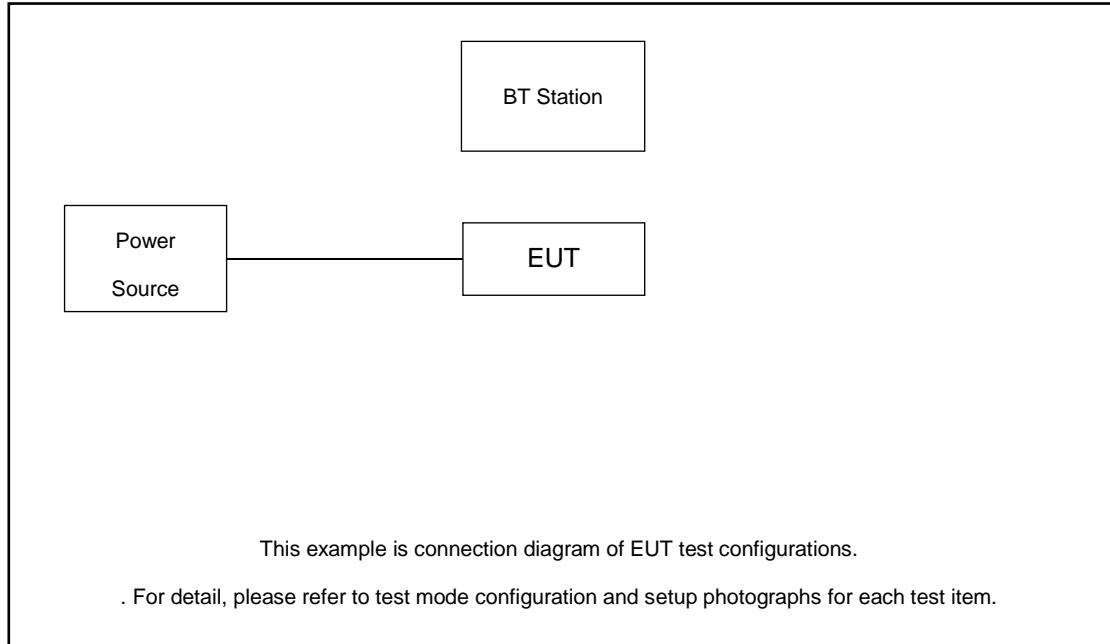 BT Station
Power
Source
EUT
This example is connection diagram of EUT test configurations.
. For detail, please refer to test mode configuration and setup photographs for each test item.